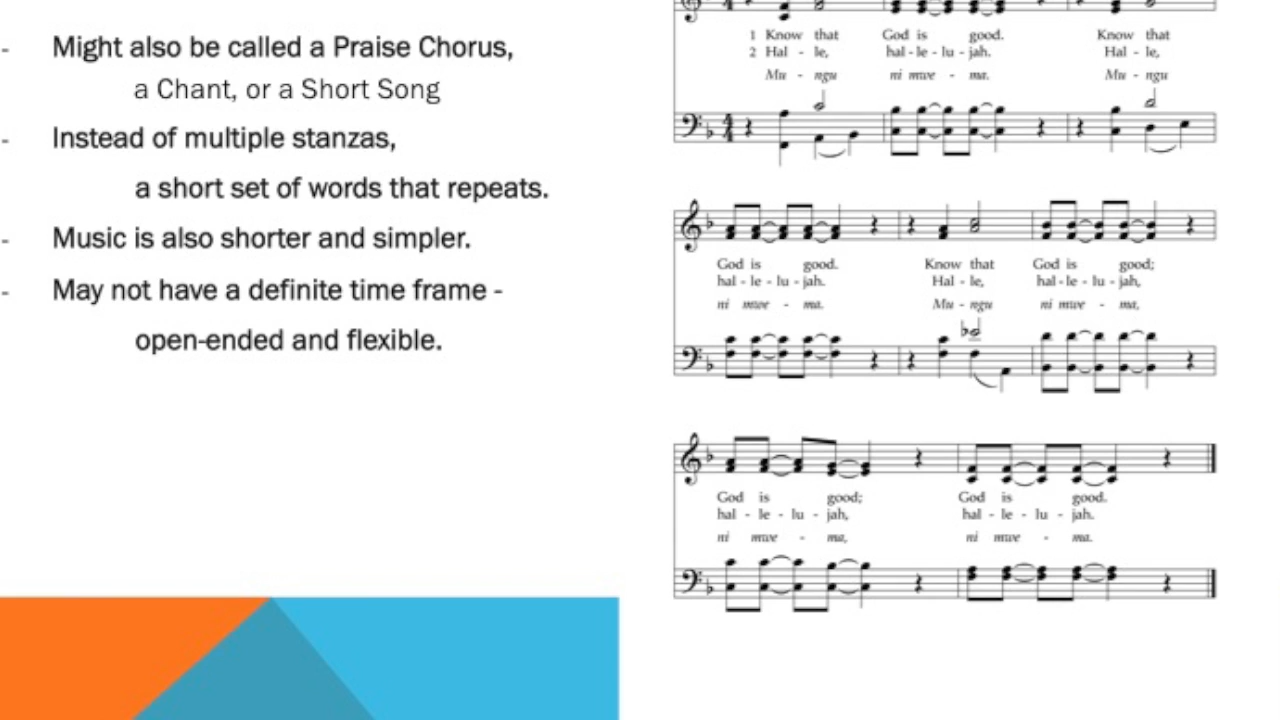 - Might also be called a Praise Chorus,
a Chant, or a Short Song
- Instead of multiple stanzas,
a short set of words that repeats.
- Music is also shorter and simpler.
- May not have a definite time frame -
open-ended and flexible.
1 Know that God is good. Know that
2 Hal - le, hal - le - lu - jah. Hal - le,
Mu - ngu ni mwe - ma. Mu - ngu
God is good. Know that God is good;
hal - le - lu - jah. Hal - le, hal - le - lu - jah,
ni mwe - ma. Mu - ngu ni mwe - ma,
God is good; God is good.
hal - le - lu - jah, hal - le - lu - jah.
ni mwe - ma, ni mwe - ma.